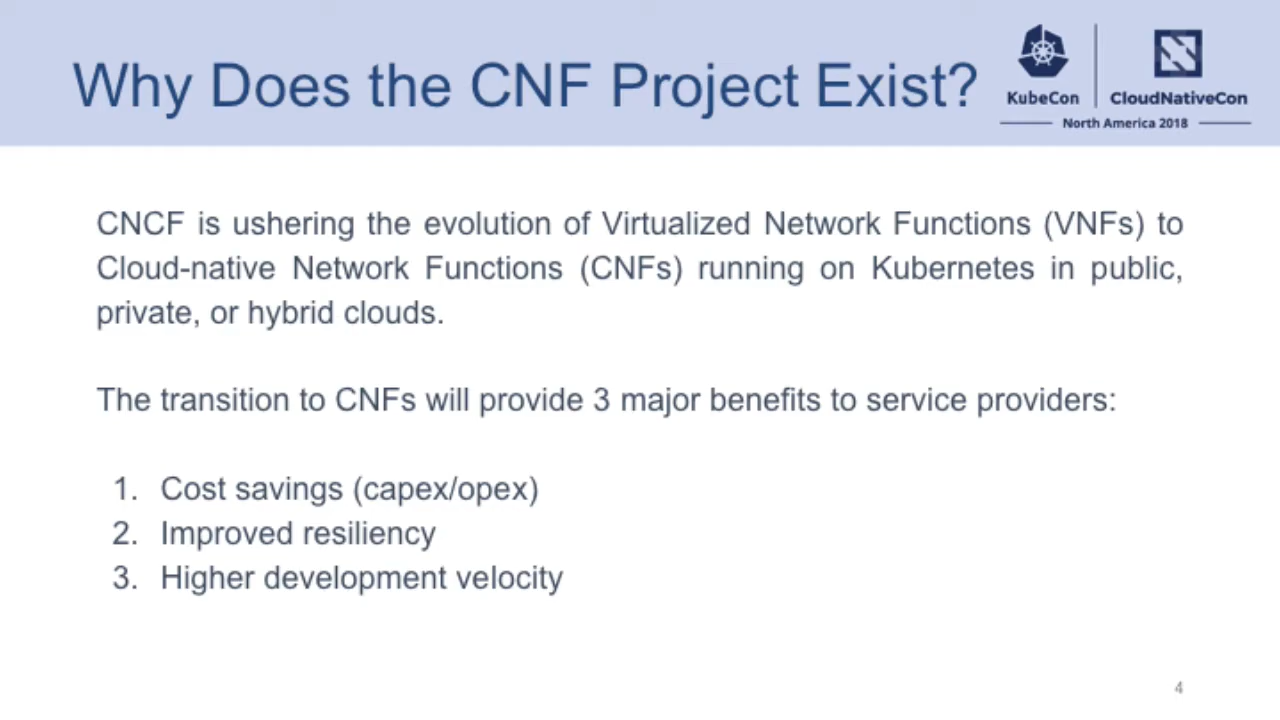 Why Does the CNF Project Exist?
KubeCon
CloudNativeCon
North America 2018
CNCF is ushering the evolution of Virtualized Network Functions (VNFs) to
Cloud-native Network Functions (CNFs) running on Kubernetes in public,
private, or hybrid clouds.
The transition to CNFs will provide 3 major benefits to service providers:
1. Cost savings (capex/opex)
2. Improved resiliency
3. Higher development velocity
4